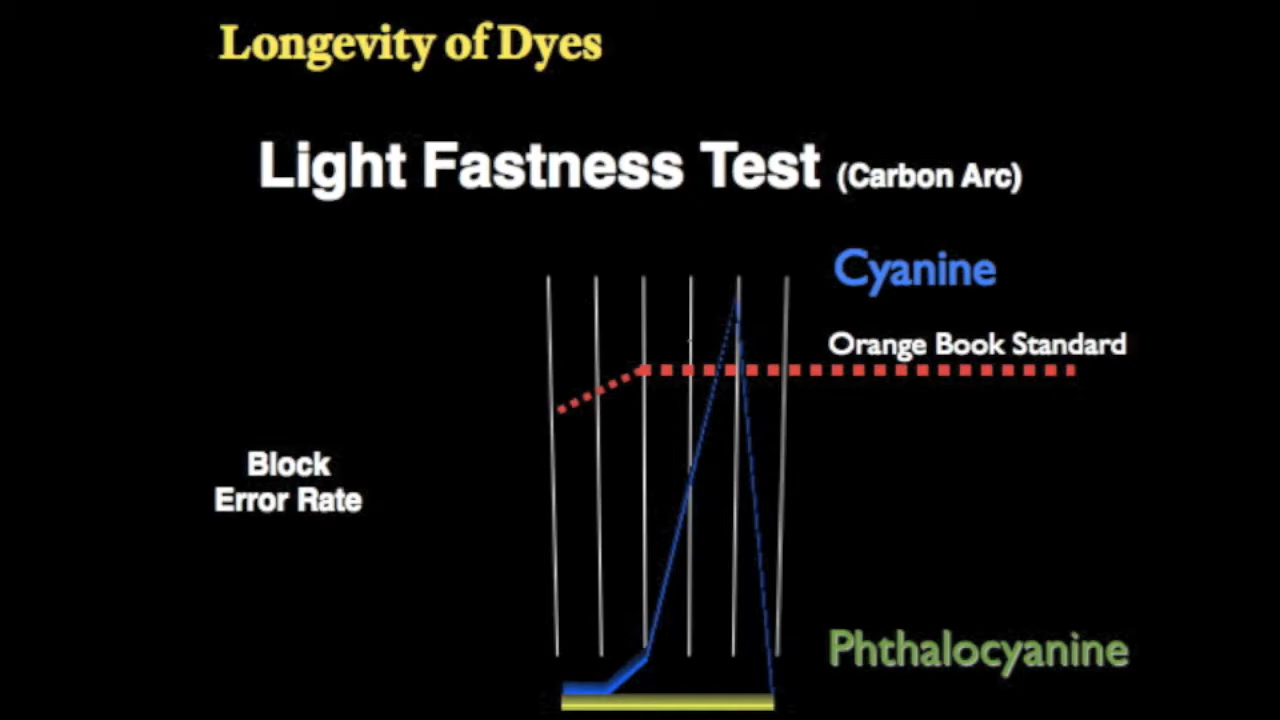 Longevity of Dyes
Light Fastness Test (Carbon Arc)
Cyanine
Orange Book Standard
Block
Error Rate
Phthalocyanine